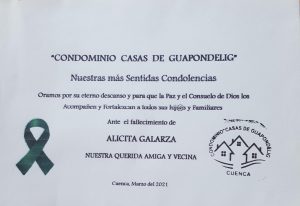 "CONDOMINIO CASAS DE GUAPONDELIG"
Nuestras más Sentidas Condolencias
Oramos por su eterno descanso y para que la Paz y el Consuelo de Dios los
Acompañen y Fortalezcan a todos sus Hij@s y Familiares
Ante el fallecimiento de
ALICITA GALARZA
NUESTRA QUERIDA AMIGA Y VECINA
Cuenca, Marzo del 2021
CONDOMINIO "CASAS DE GUAPONDELIG"
CUENCA